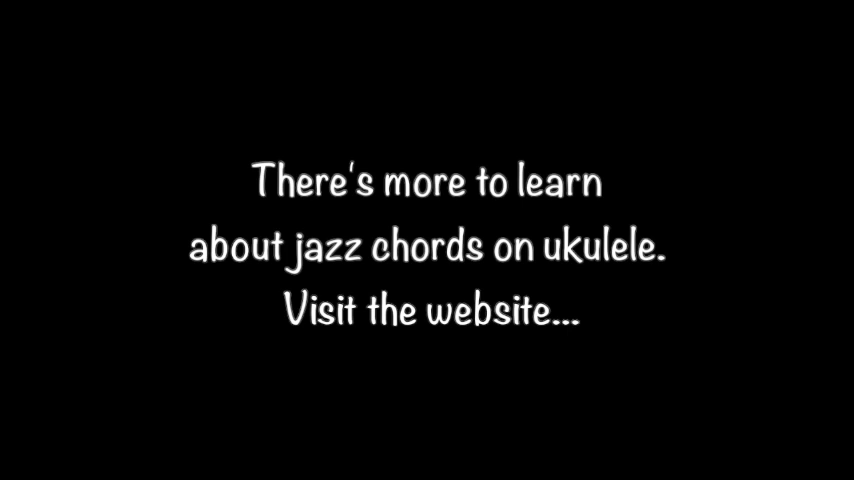 There's more to learn
about jazz chords on ukulele.
Visit the website...